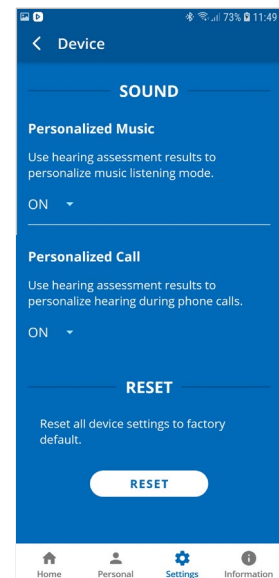 73% 11:49
Device
SOUND
Personalized Music
Use hearing assessment results to
personalize music listening mode.
ON
Personalized Call
Use hearing assessment results to
personalize hearing during phone calls.
ON
RESET
Reset all device settings to factory
default.
RESET
Home Personal Settings Information